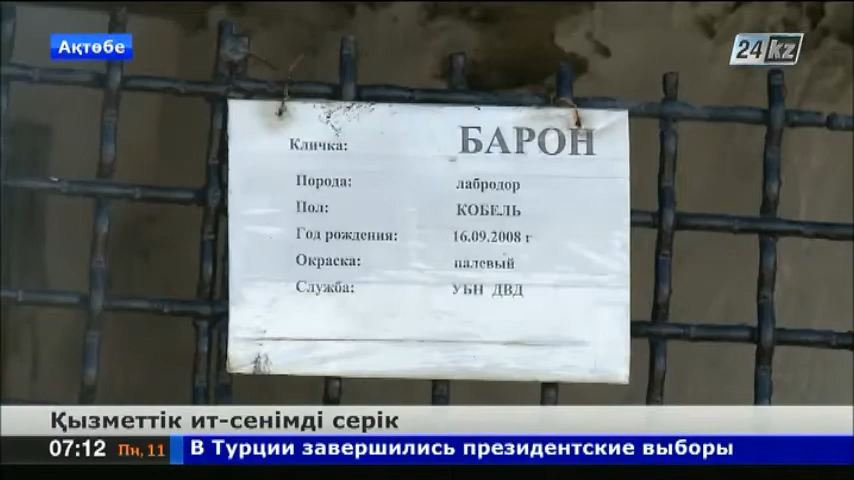 Ақтөбе
24kz
Кличка: БАРОН
Порода: лабродор
Пол: КОБЕЛЬ
Год рождения: 16.09.2008 г
Окраска: палевый
Служба: УБН ДВД
Қызметтік ит-сенімді серік
07:12 Пн, 11 В Турции завершились президентские выборы